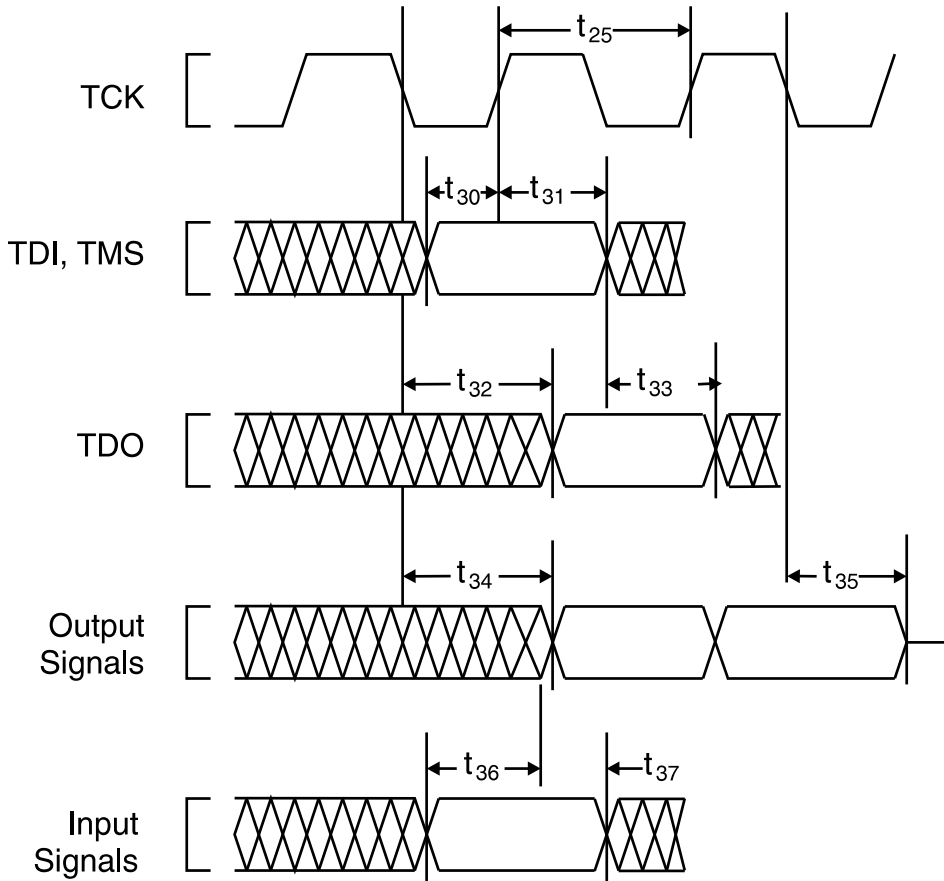 t25
TCK
t30
t31
TDI, TMS
t32
t33
TDO
t34
t35
Output
Signals
t36
t37
Input
Signals